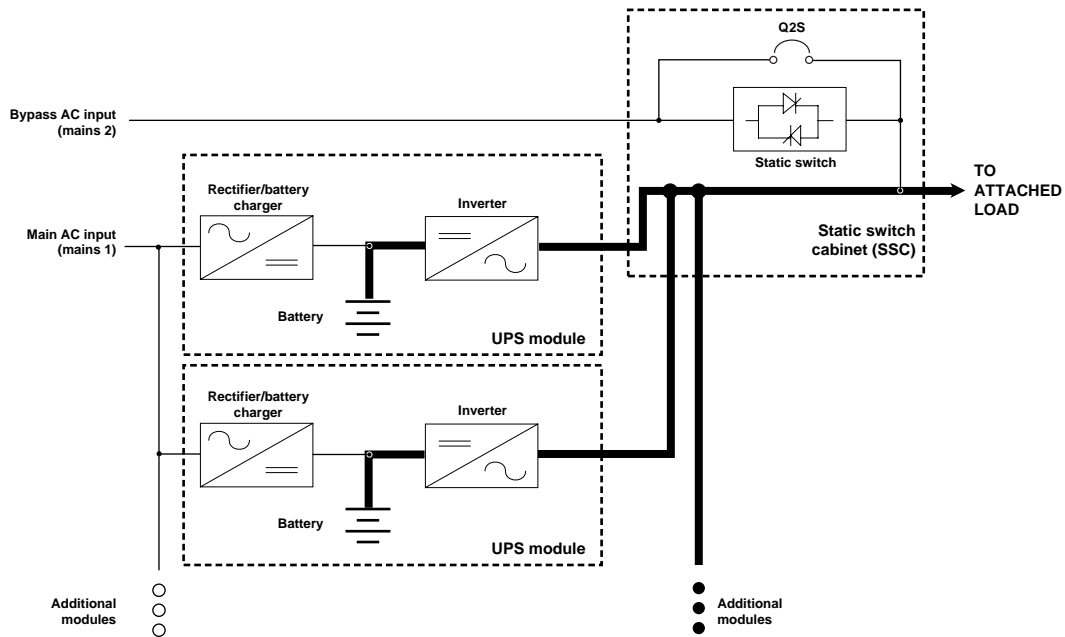 Q2S
Bypass AC input
(mains 2)
Static switch
TO
ATTACHED
LOAD
Static switch
cabinet (SSC)
Rectifier/battery
charger
Inverter
Main AC input
(mains 1)
Battery
UPS module
Rectifier/battery
charger
Inverter
Battery
UPS module
Additional
modules
Additional
modules